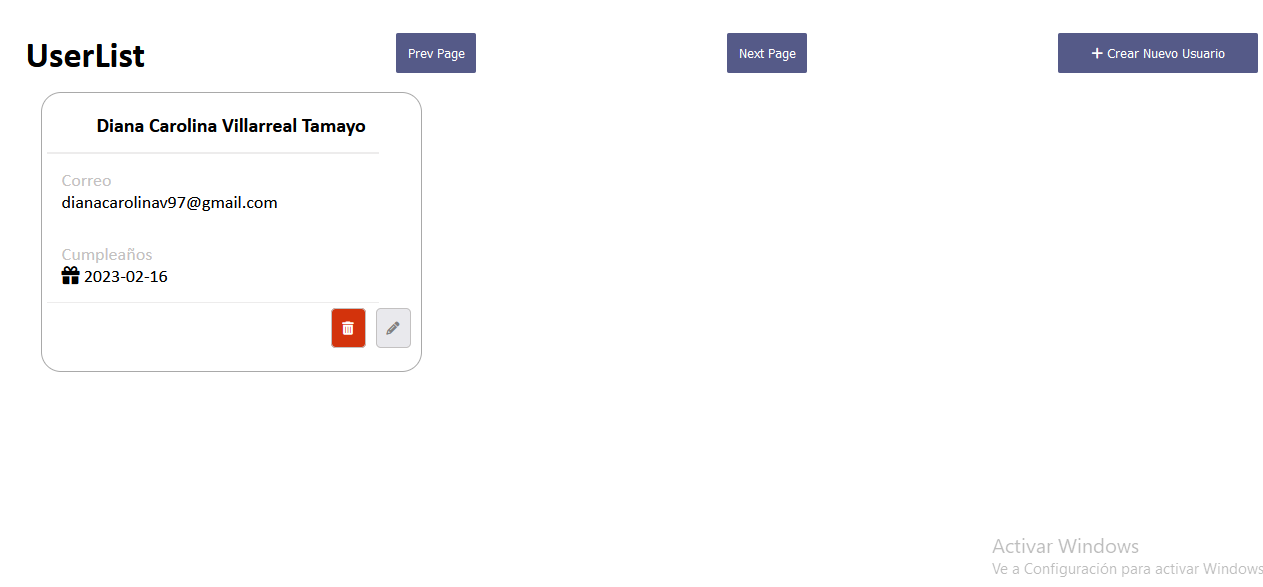 UserList
Prev Page
Next Page
+ Crear Nuevo Usuario
Diana Carolina Villarreal Tamayo
Correo
dianacarolinav97@gmail.com
Cumpleaños
2023-02-16
Activar Windows
Ve a Configuración para activar Windows